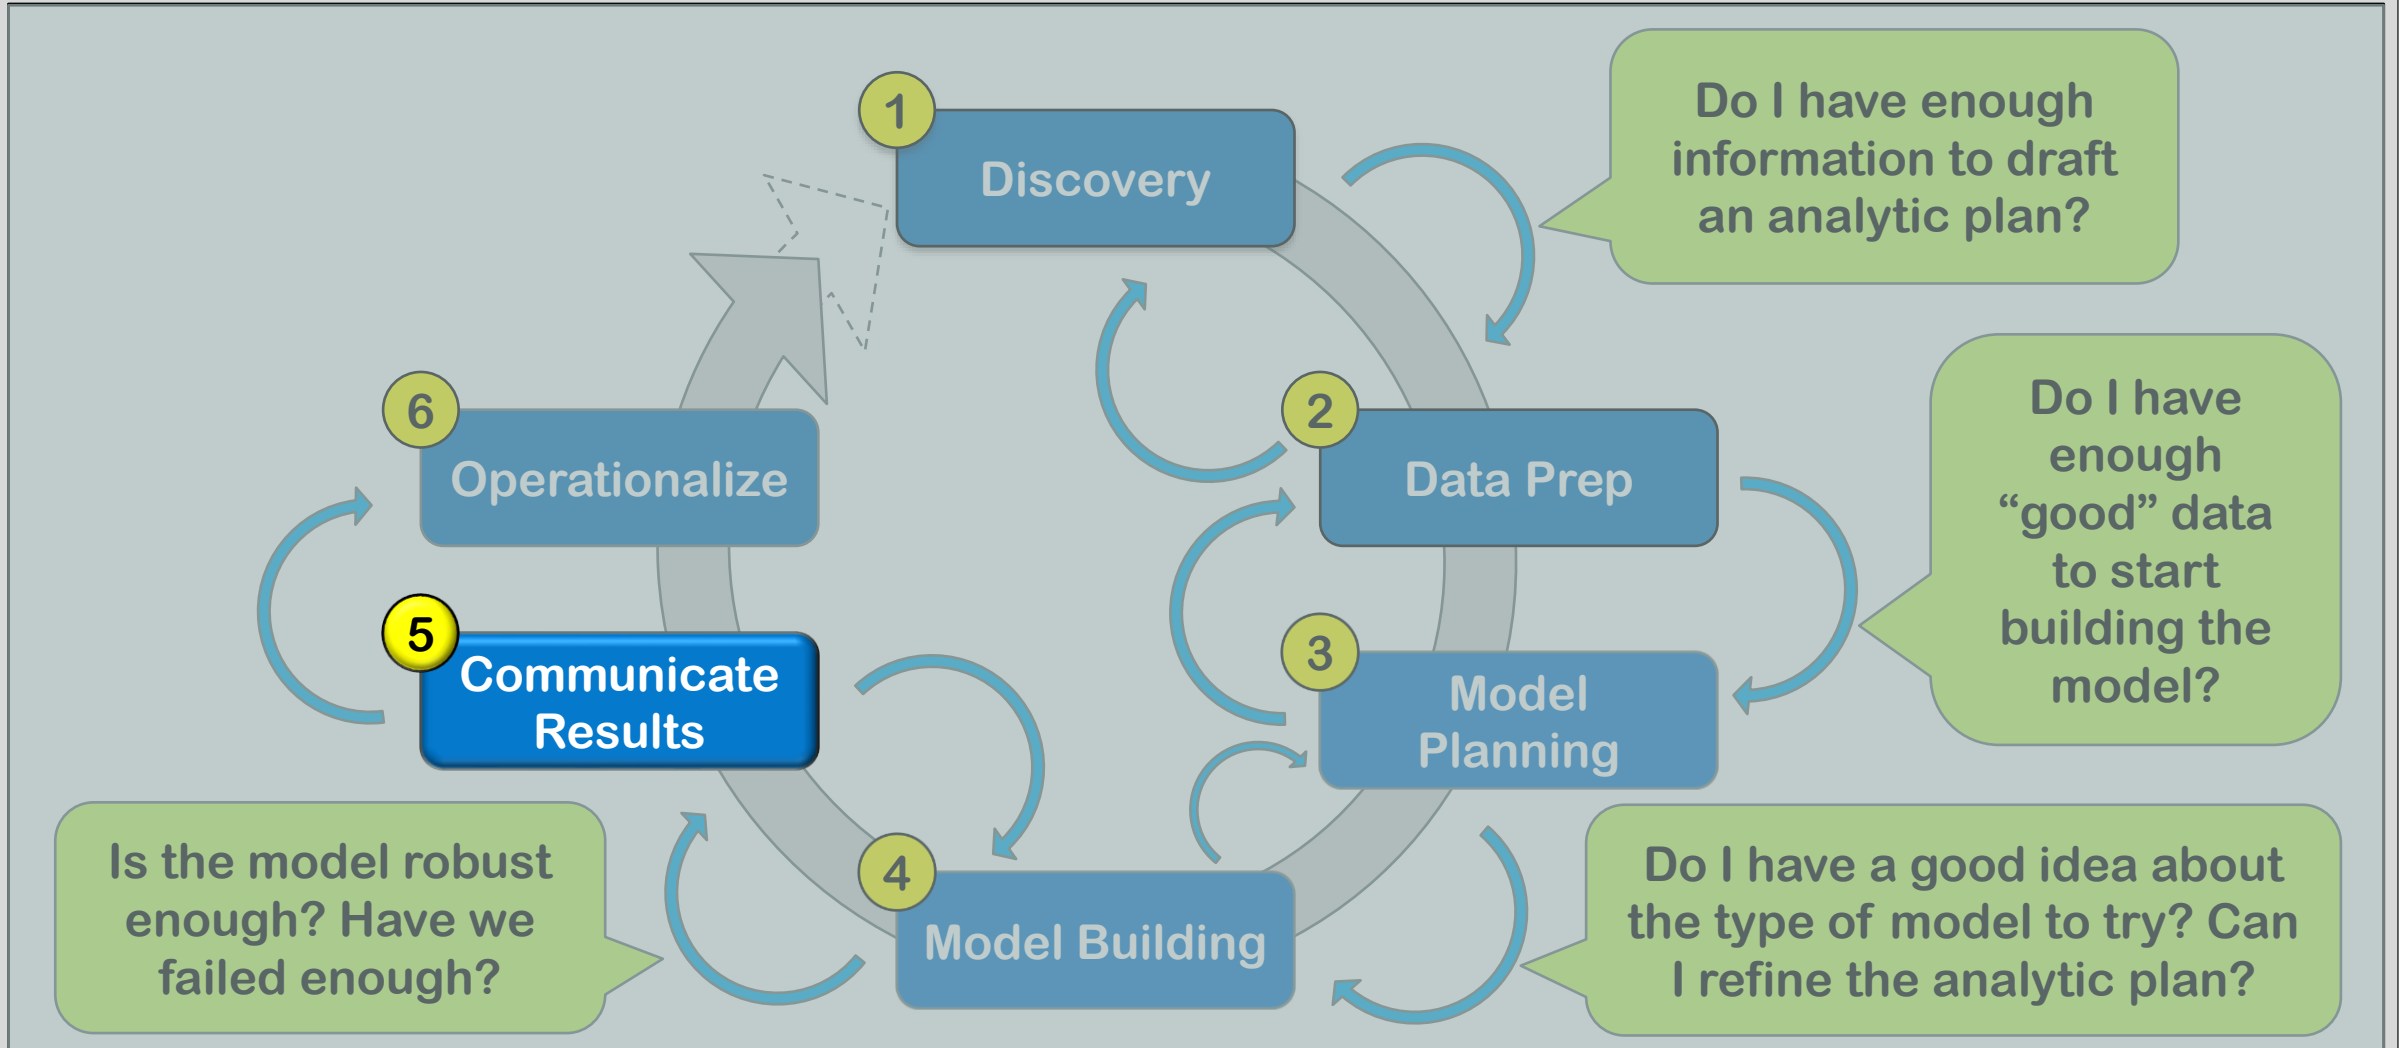 1
Discovery
Do I have enough
information to draft
an analytic plan?
2
Data Prep
Do I have
enough
“good” data
to start
building the
model?
3
Model
Planning
Do I have a good idea about
the type of model to try? Can
I refine the analytic plan?
4
Model Building
Is the model robust
enough? Have we
failed enough?
5
Communicate
Results
6
Operationalize